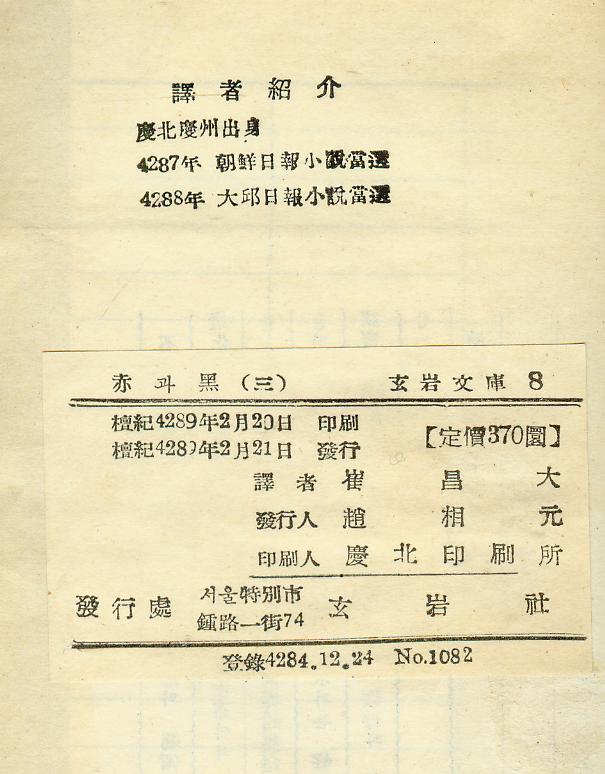 譯者紹介
慶北慶州出身
4287年 朝鮮日報小說當選
4288年 大邱日報小說當選
赤과黑(三) 玄岩文庫 8
檀紀4289年2月20日 印刷
檀紀4289年2月21日 發行
【定價370圜】
譯者 崔昌大
發行人 趙相元
印刷人 慶北印刷所
發行處 서울特別市 鍾路一街74 玄岩社
登錄4284.12.24 No.1082